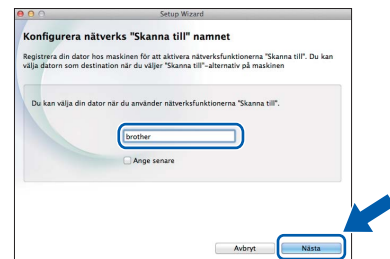 Setup Wizard
Konfigurera nätverks "Skanna till" namnet
Registrera din dator hos maskinen för att aktivera nätverksfunktionerna "Skanna till". Du kan
välja datorn som destination när du väljer "Skanna till"-alternativ på maskinen
Du kan välja din dator när du använder nätverksfunktionerna "Skanna till".
brother
Ange senare
Avbryt
Nästa